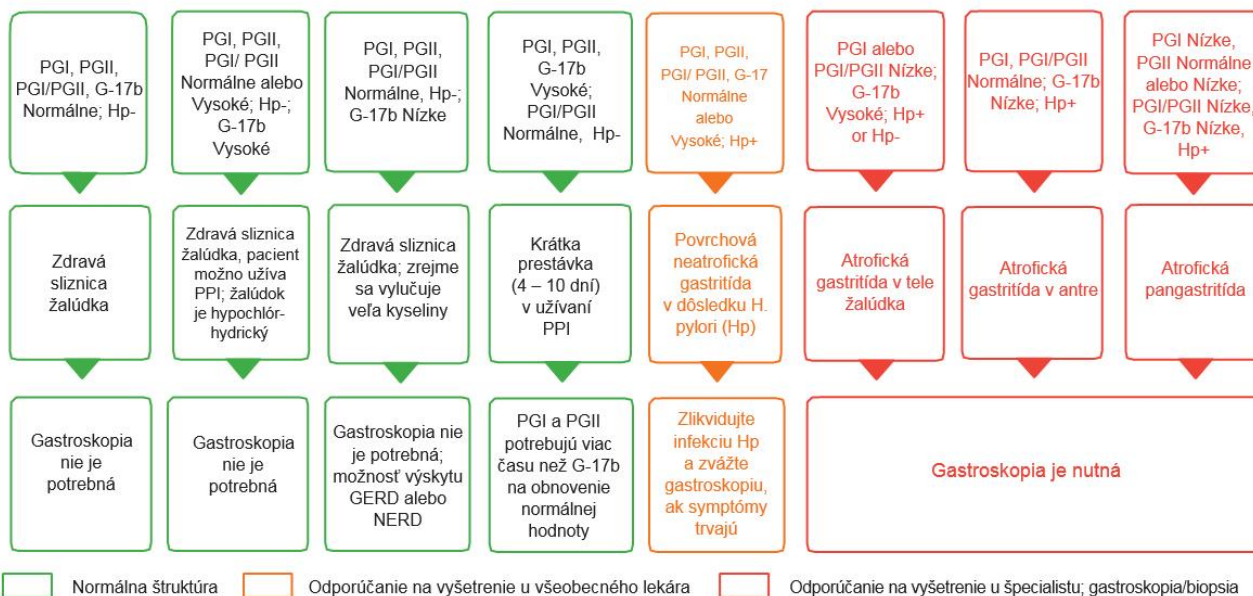 PGI, PGII,
PGI/PGII, G-17b
Normálne; Hp-
PGI, PGII,
PGI/ PGII
Normálne alebo
Vysoké; Hp-;
G-17b
Vysoké
PGI, PGII,
PGI/PGII
Normálne, Hp-;
G-17b Nízke
PGI, PGII,
G-17b
Vysoké;
PGI/PGII
Normálne, Hp-
PGI, PGII,
PGI/ PGII, G-17
Normálne
alebo
Vysoké; Hp+
PGI alebo
PGI/PGII Nízke;
G-17b
Vysoké; Hp+
or Hp-
PGI, PGI/PGII
Normálne; G-17b
Nízke; Hp+
PGI Nízke,
PGII Normálne
alebo Nízke;
PGI/PGII Nízke,
G-17b Nízke,
Hp+
Zdravá
sliznica
žalúdka
Zdravá sliznica
žalúdka, pacient
možno užíva
PPI; žalúdok
je hypochlór-
hydrický
Zdravá sliznica
žalúdka; zrejme
sa vylučuje
veľa kyseliny
Krátka
prestávka
(4 – 10 dní)
v užívaní
PPI
Povrchová
neatrofická
gastritída
v dôsledku H.
pylori (Hp)
Atrofická
gastritída v tele
žalúdka
Atrofická
gastritída v antre
Atrofická
pangastritída
Gastroskopia
nie je
potrebná
Gastroskopia
nie je
potrebná
Gastroskopia nie
je potrebná;
možnosť výskytu
GERD alebo
NERD
PGI a PGII
potrebujú viac
času než G-17b
na obnovenie
normálnej
hodnoty
Zlikvidujte
infekciu Hp
a zvážte
gastroskopiu,
ak symptómy
trvajú
Gastroskopia je nutná
Normálna štruktúra
Odporúčanie na vyšetrenie u všeobecného lekára
Odporúčanie na vyšetrenie u špecialistu; gastroskopia/biopsia